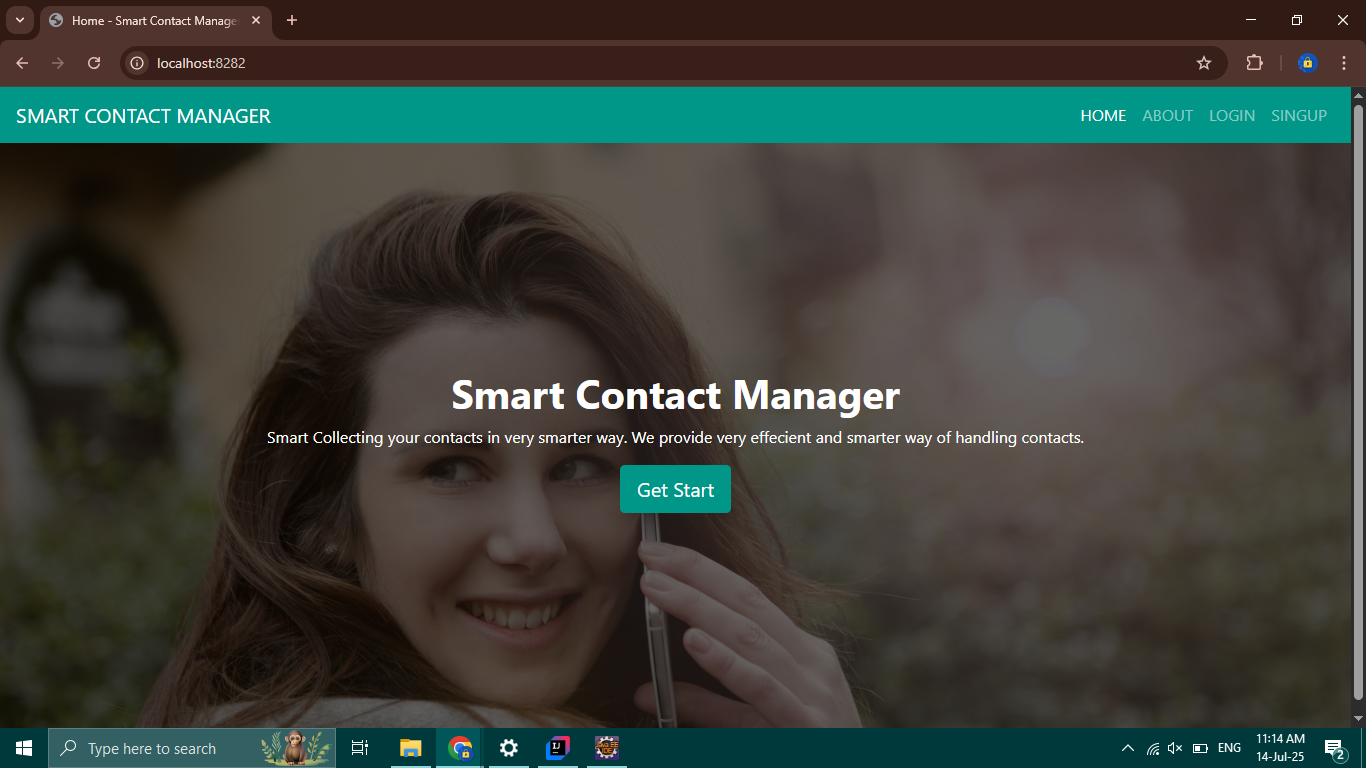 Home - Smart Contact Manage
localhost:8282
SMART CONTACT MANAGER
HOME ABOUT LOGIN SINGUP
Smart Contact Manager
Smart Collecting your contacts in very smarter way. We provide very effecient and smarter way of handling contacts.
Get Start
Type here to search
ENG
11:14 AM
14-Jul-25
2